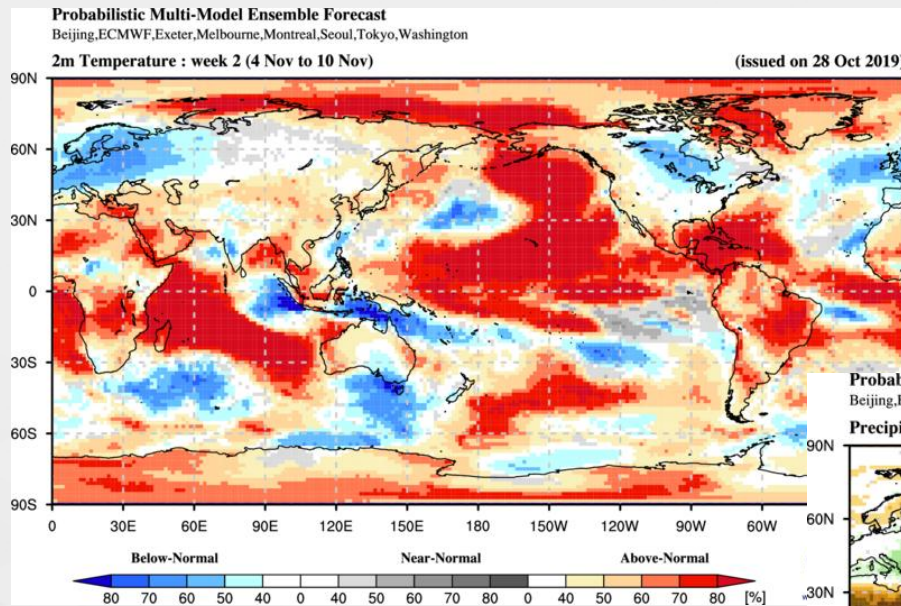 Probabilistic Multi-Model Ensemble Forecast
Beijing,ECMWF,Exeter,Melbourne,Montreal,Seoul,Tokyo,Washington
2m Temperature : week 2 (4 Nov to 10 Nov) (issued on 28 Oct 2019)
90N
60N
30N
0
30S
60S
90S
0 30E 60E 90E 120E 150E 180 150W 120W 90W 60W
Below-Normal Near-Normal Above-Normal
80 70 60 50 40 0 40 50 60 70 80 0 40 50 60 70 80 [%]
Probab
Beijing,E
Precipi
90N
60N
30N